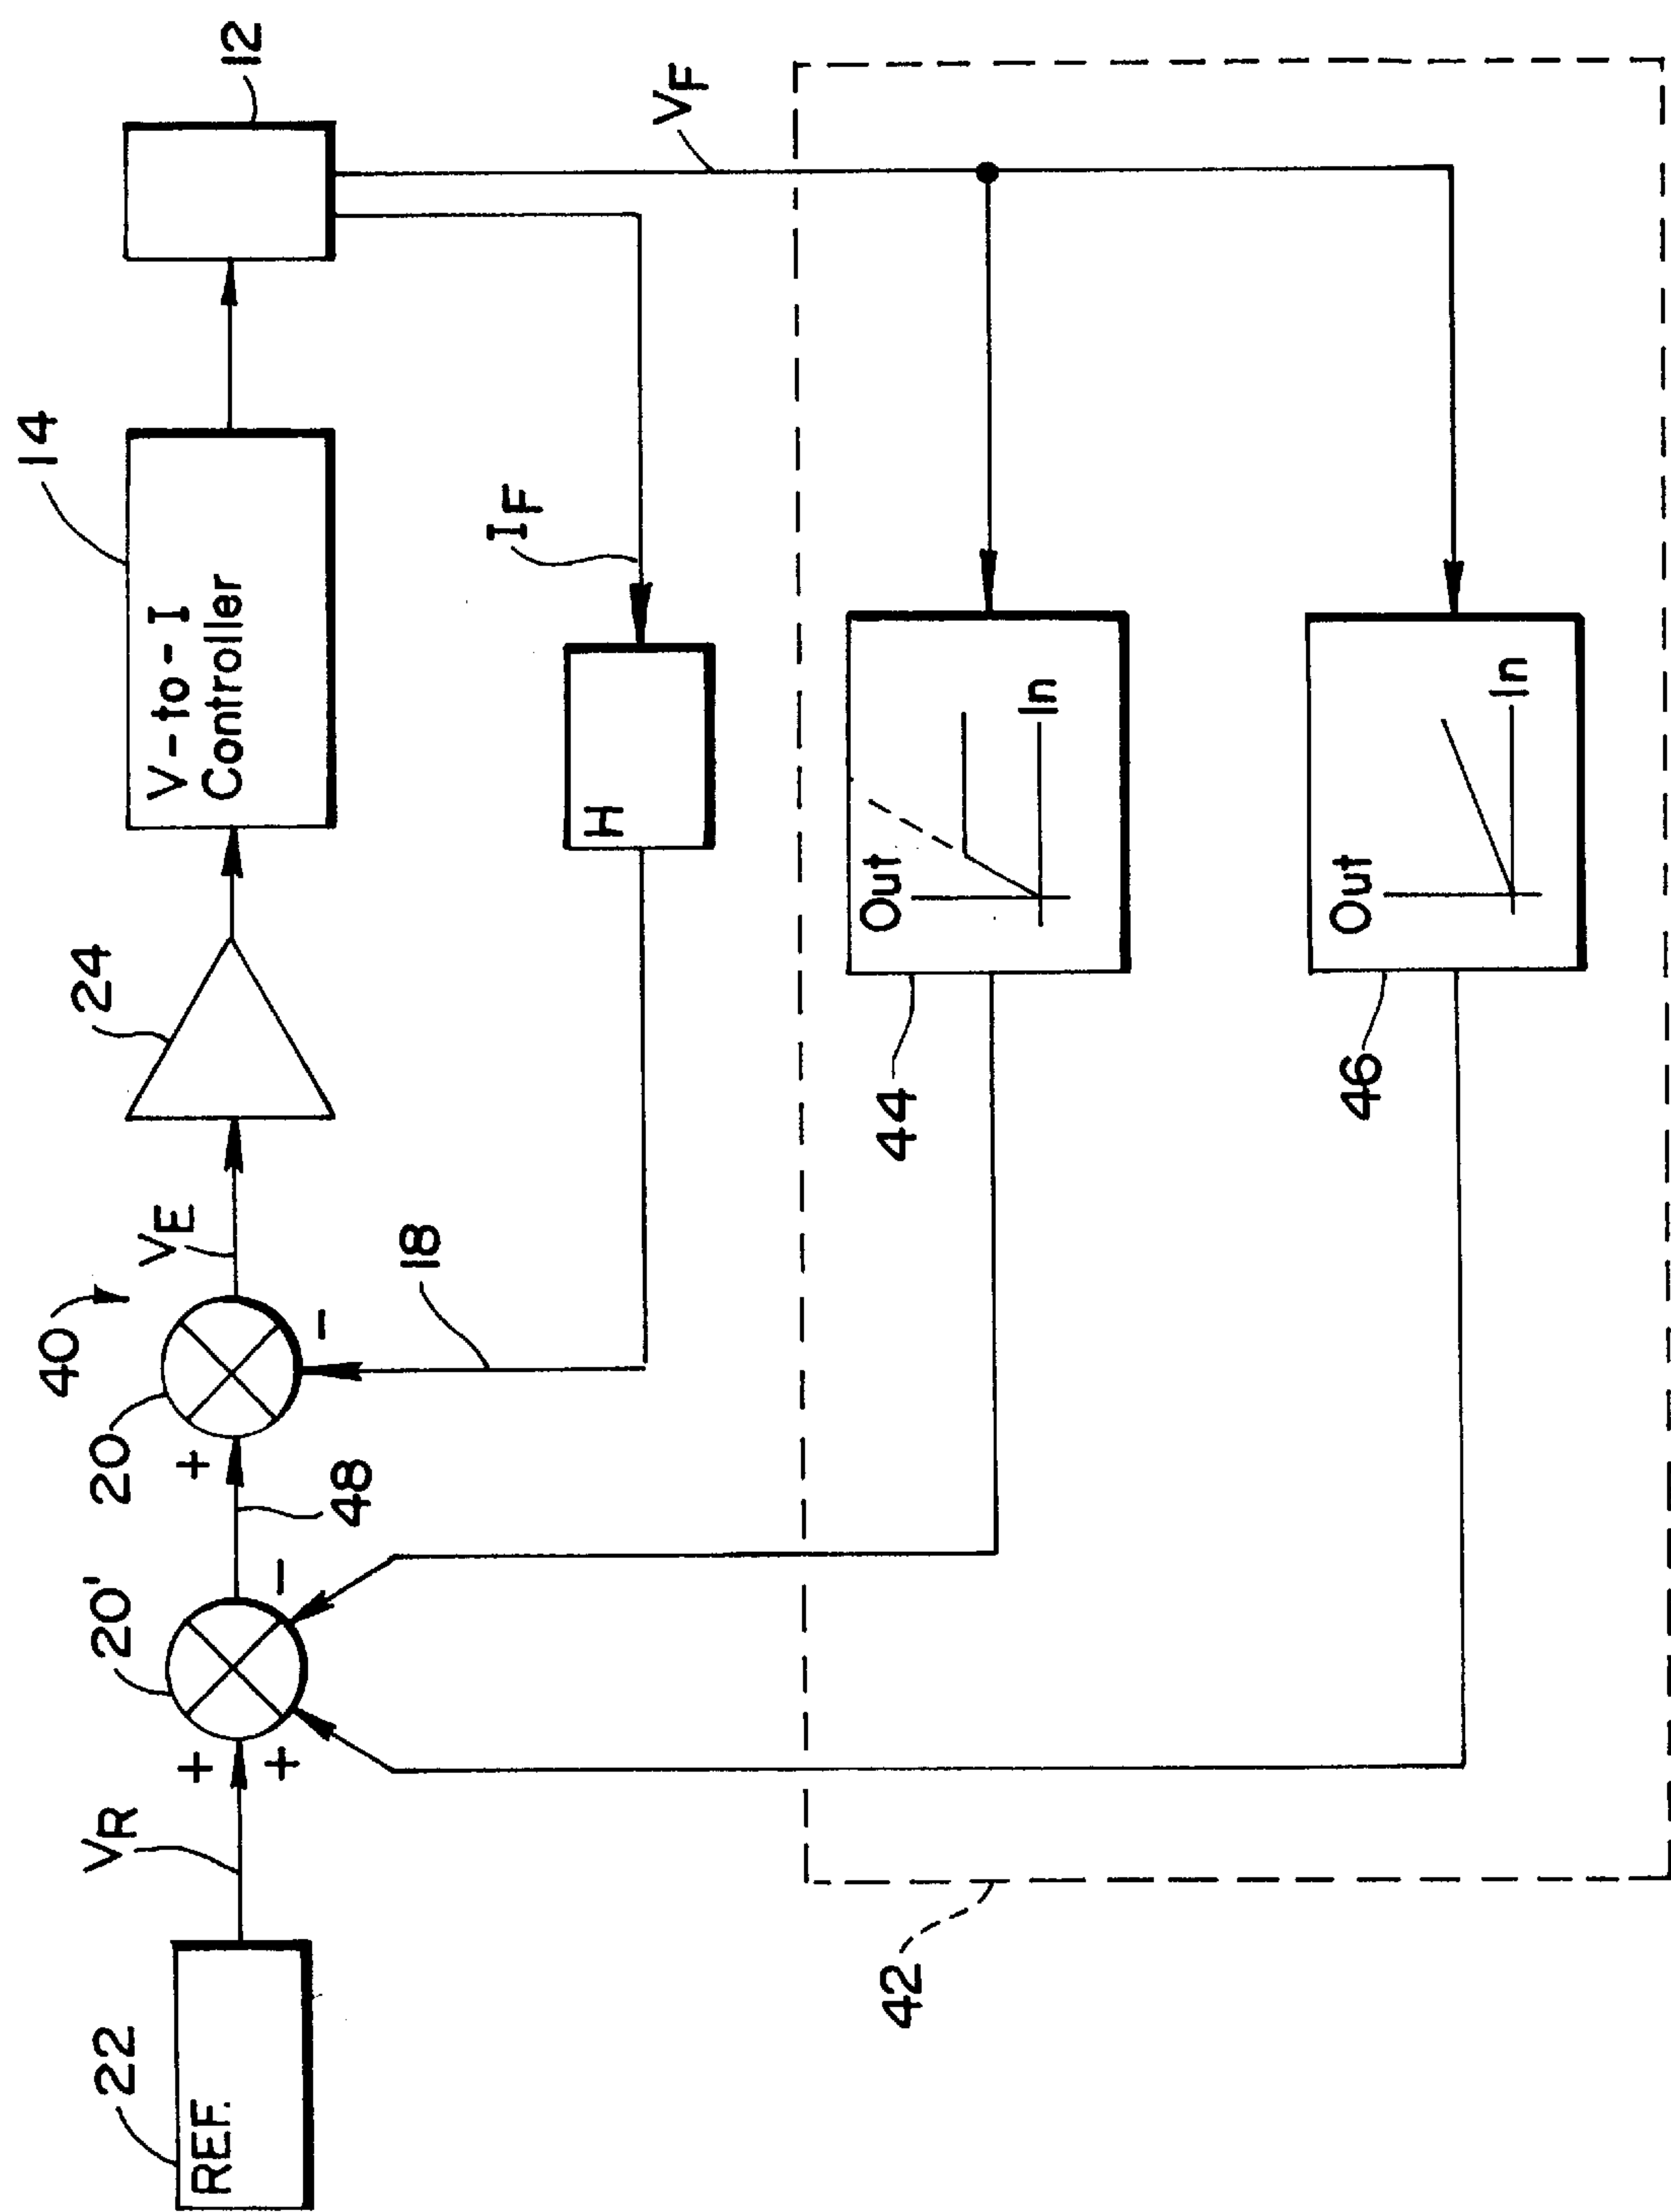 12
14
V-to-I
Controller
24
VE
40
20
+
-
48
20'
-
+
+
VR
22
REF.
18
H
IF
VF
Out
In
44
Out
In
46
42